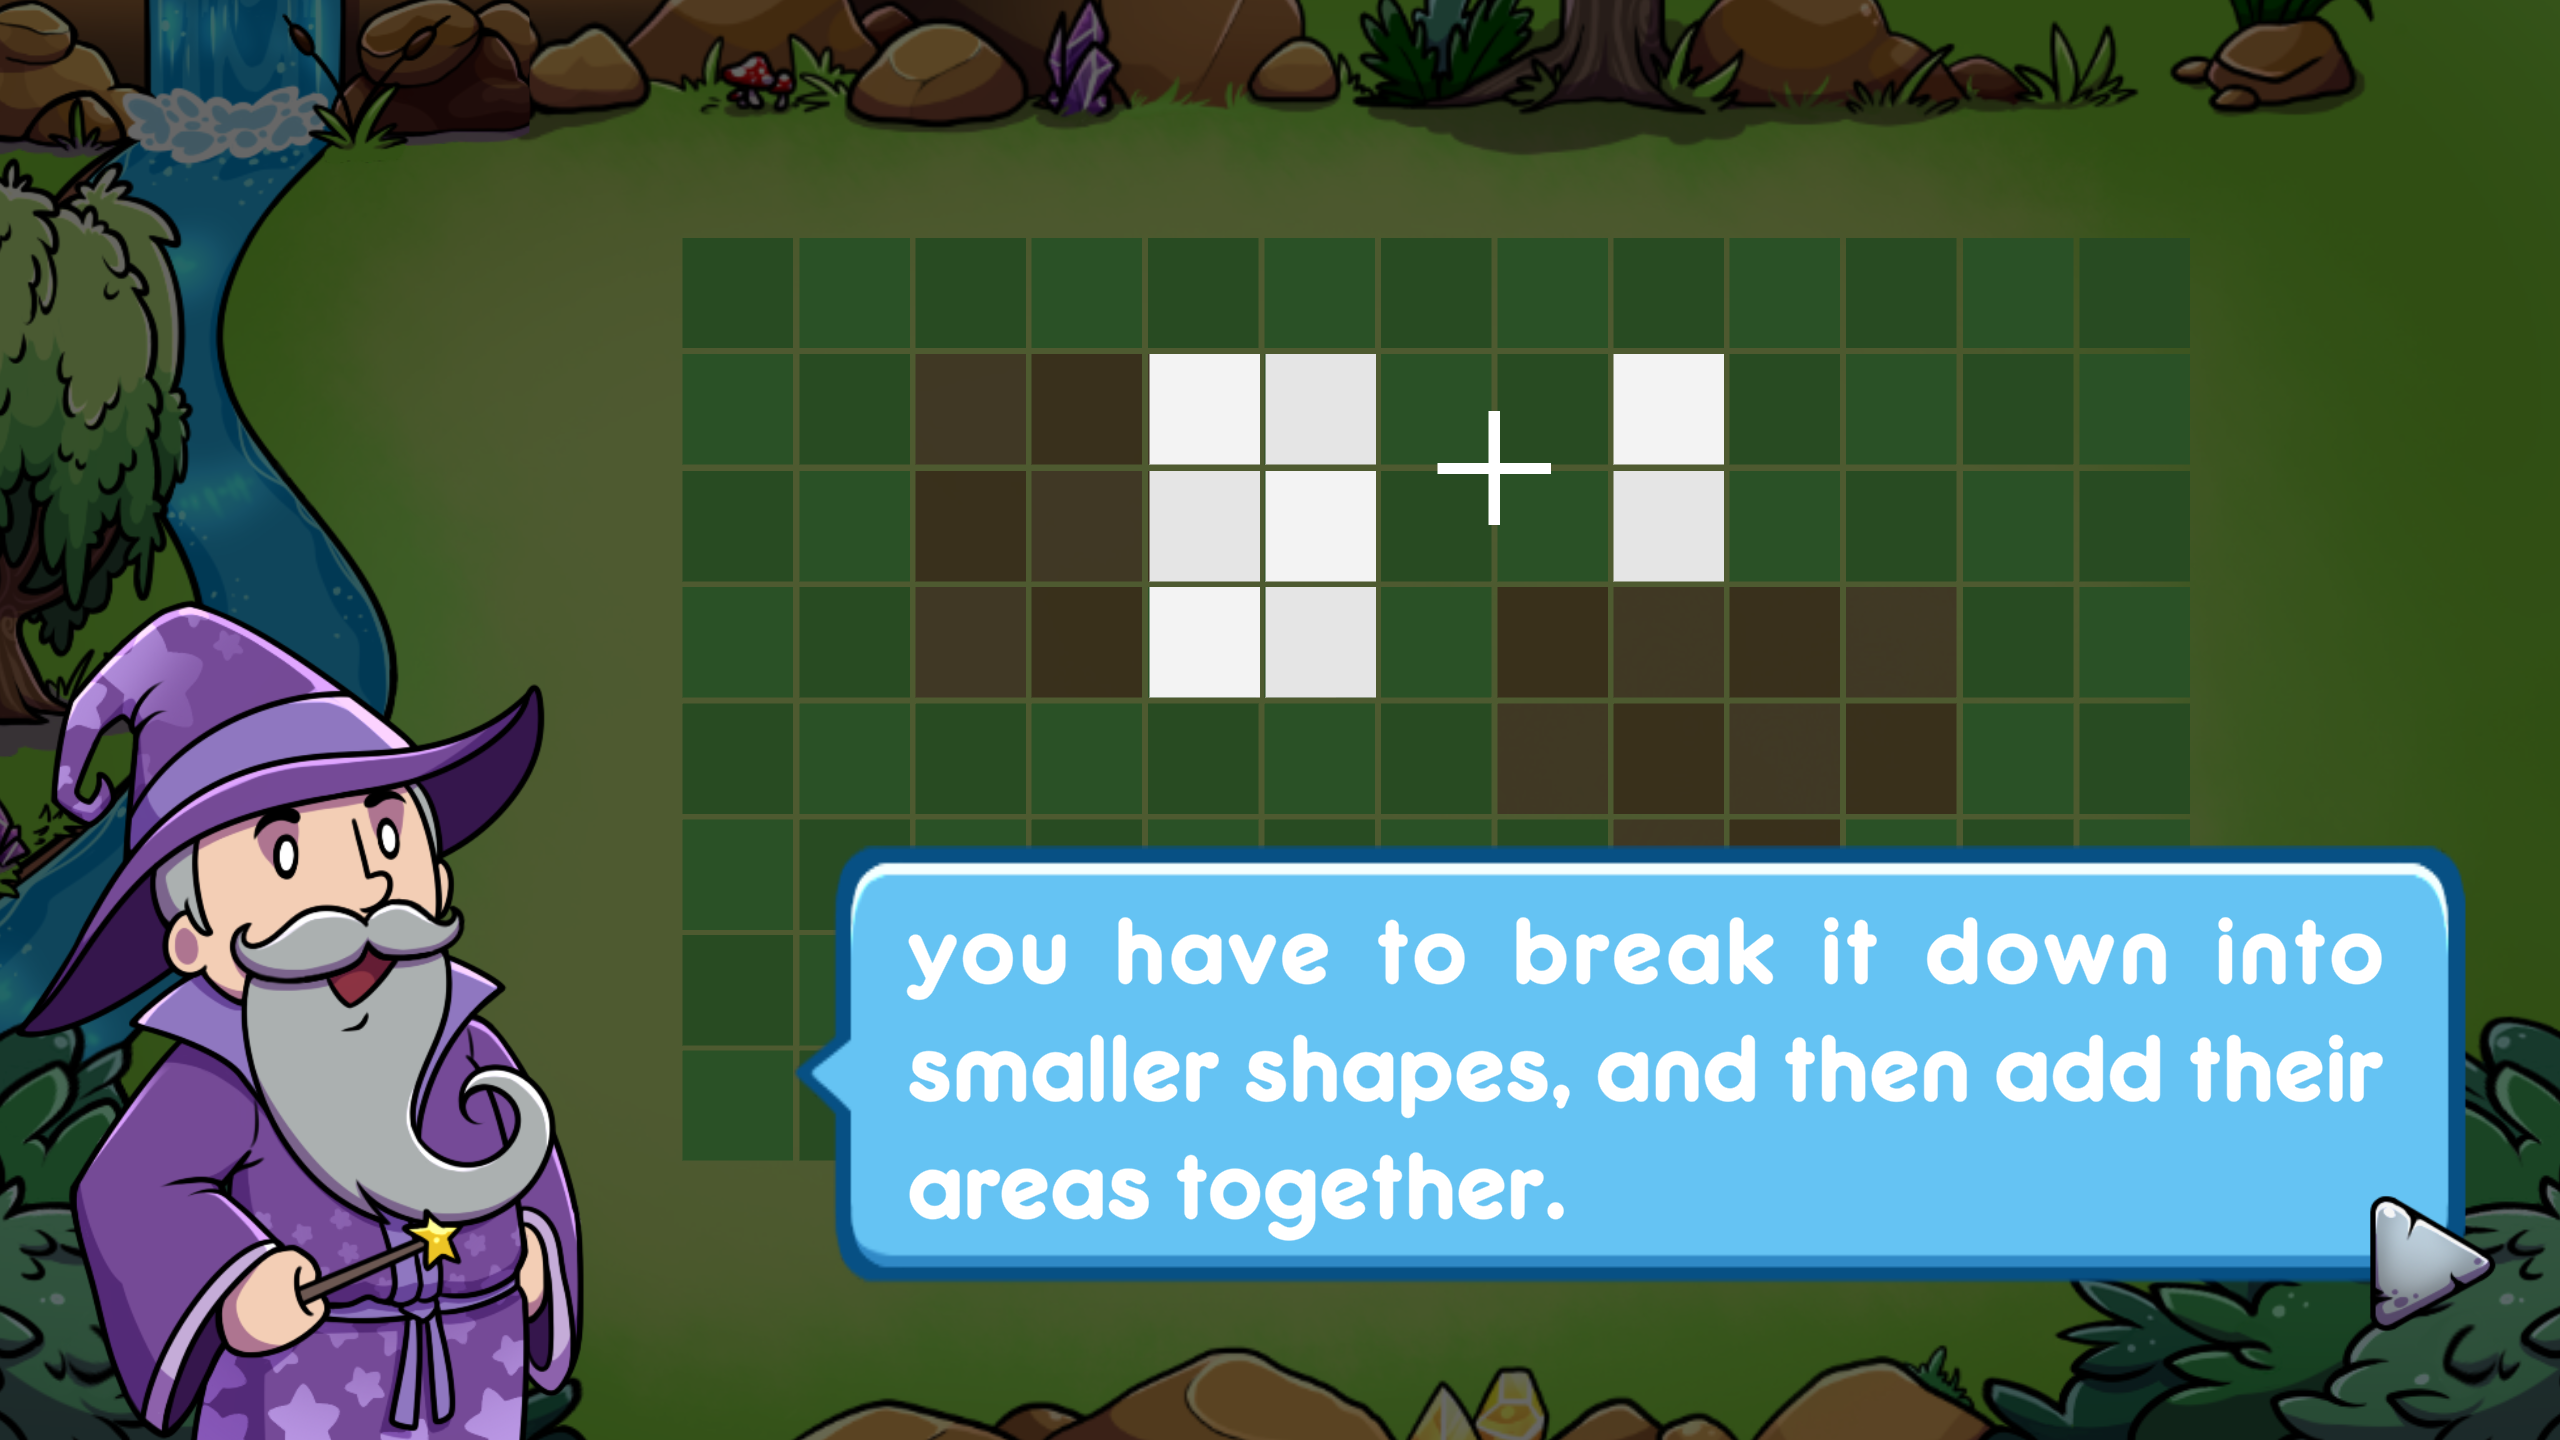 you have to break it down into
smaller shapes, and then add their
areas together.